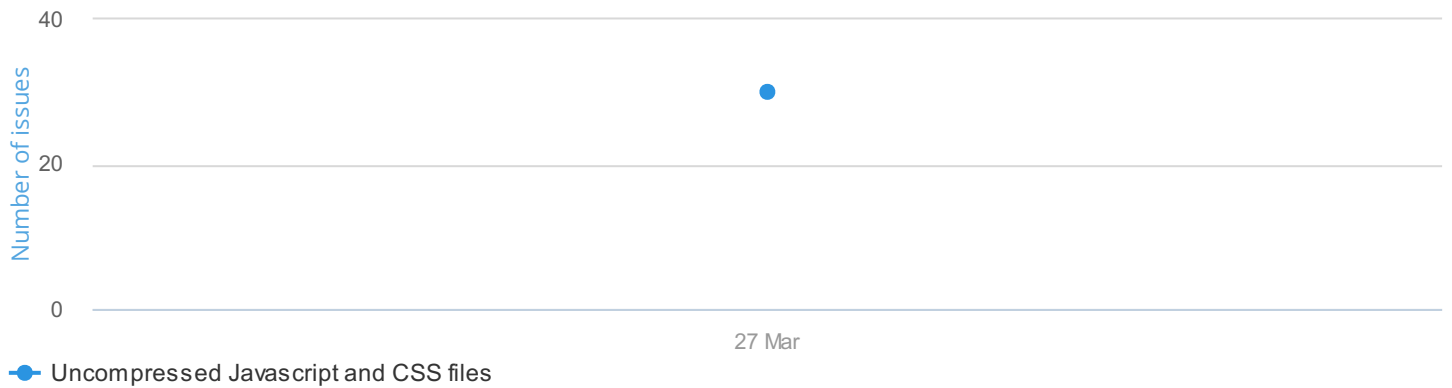 40
Number of issues
20
0
27 Mar
Uncompressed Javascript and CSS files